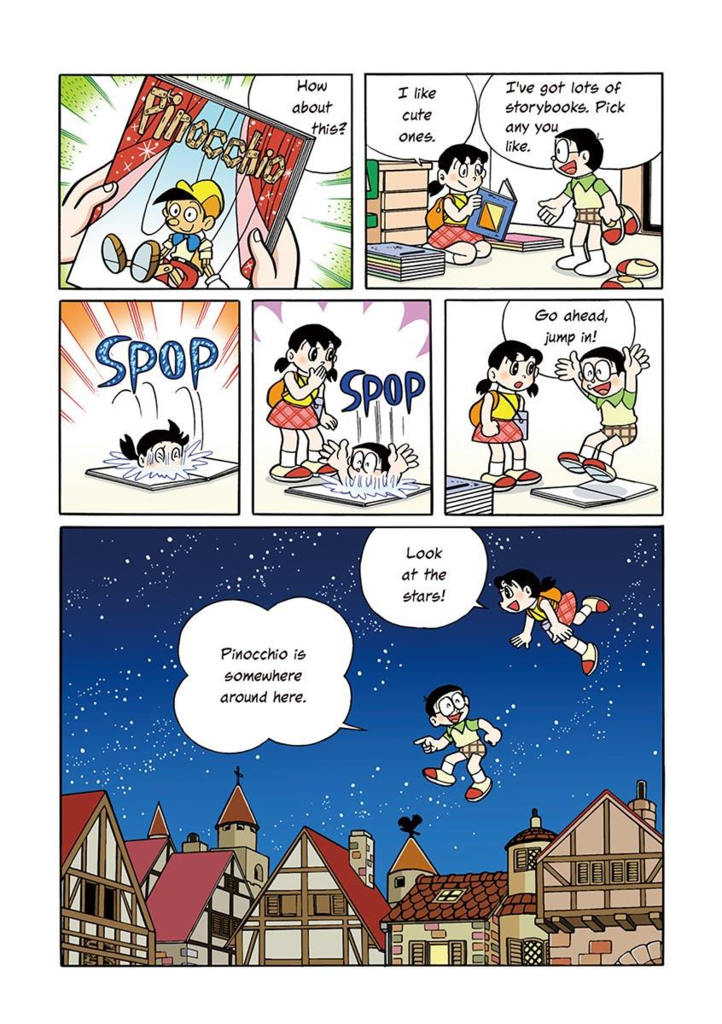 I've got lots of
storybooks. Pick
any you
like.
I like
cute
ones.
How
about
this?
Pinocchio
Go ahead,
jump in!
SPOP
SPOP
Look
at the
stars!
Pinocchio is
somewhere
around here.